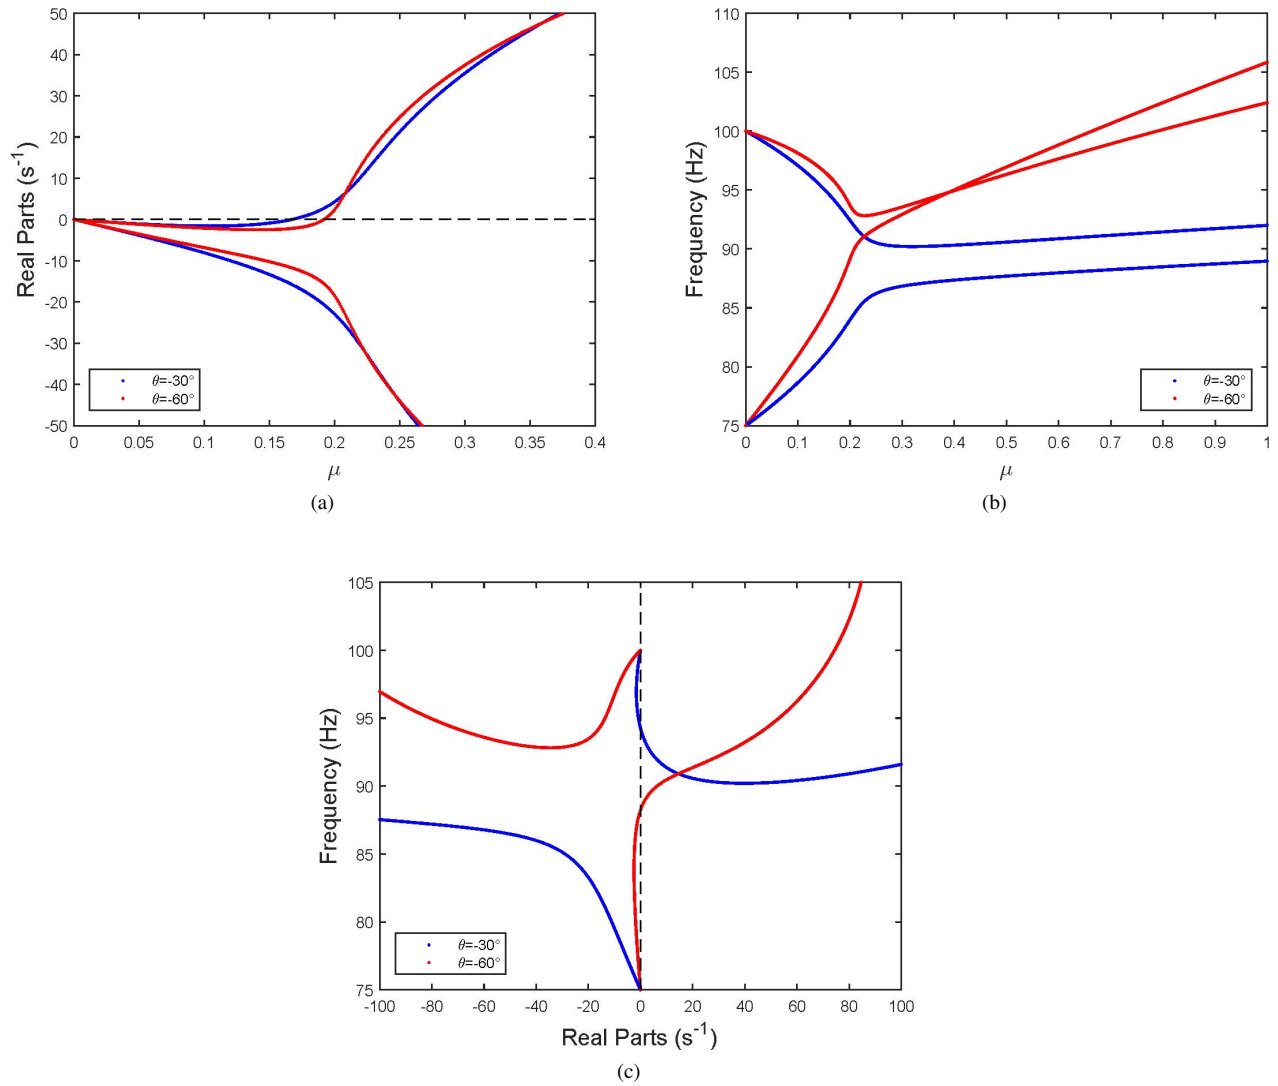 50
40
30
20
10
0
-10
-20
-30
-40
-50
Real Parts (s-1)
0 0.05 0.1 0.15 0.2 0.25 0.3 0.35 0.4
μ
θ=-30°
θ=-60°
(a)
110
105
100
95
90
85
80
75
Frequency (Hz)
0 0.1 0.2 0.3 0.4 0.5 0.6 0.7 0.8 0.9 1
μ
θ=-30°
θ=-60°
(b)
105
100
95
90
85
80
75
Frequency (Hz)
-100 -80 -60 -40 -20 0 20 40 60 80 100
Real Parts (s-1)
θ=-30°
θ=-60°
(c)